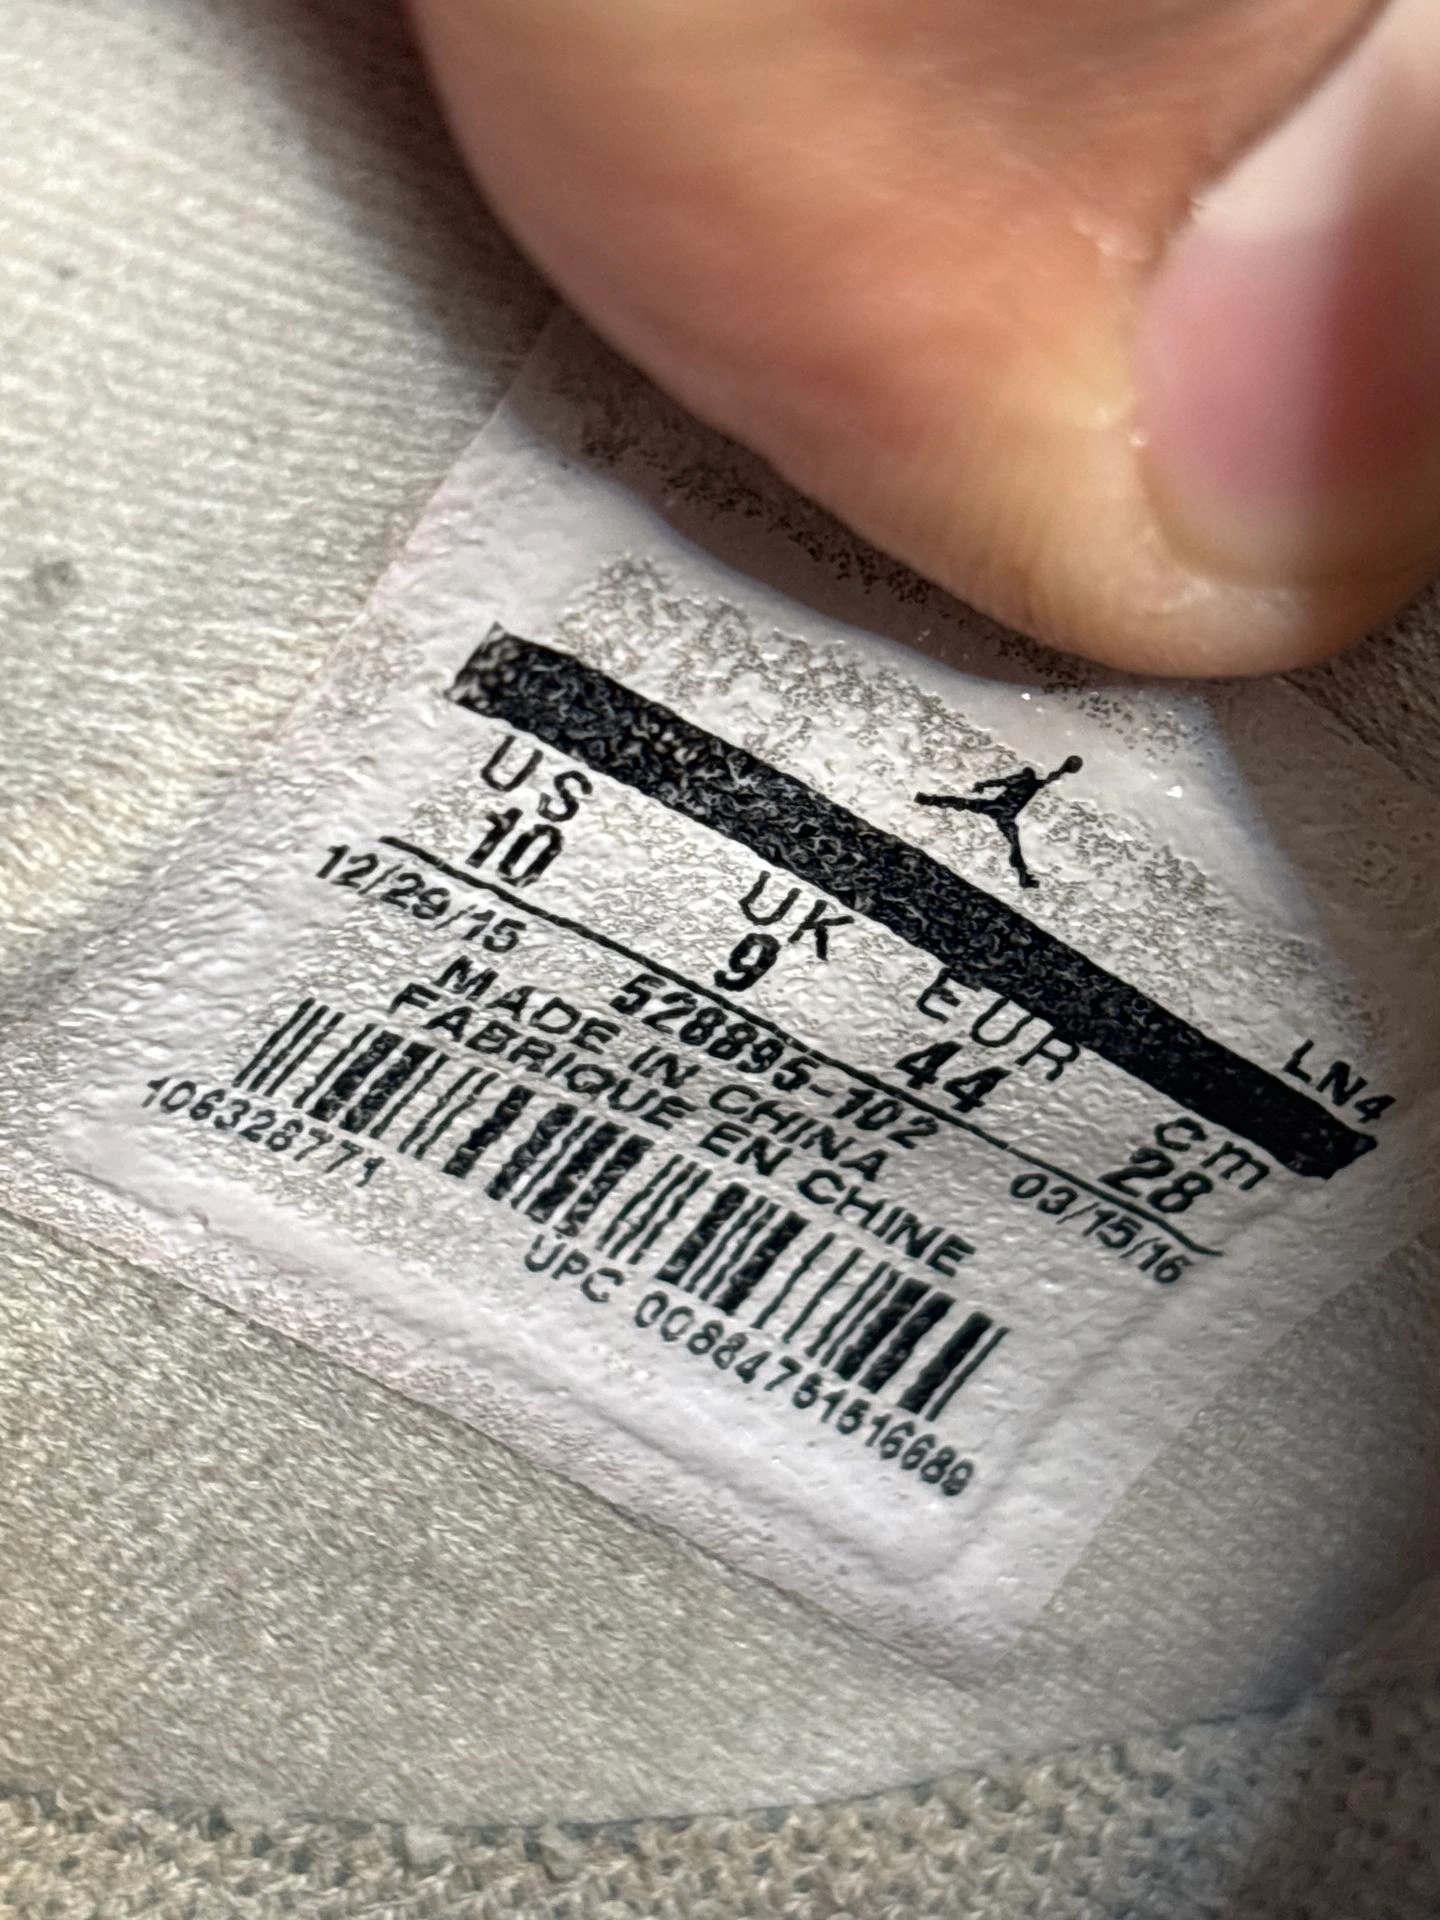 LN4
US UK EUR cm
10 9 44 28
12/29/15 528895-102 03/15/16
MADE IN CHINA
FABRIQUE EN CHINE
1063287771
UPC 00884751516689